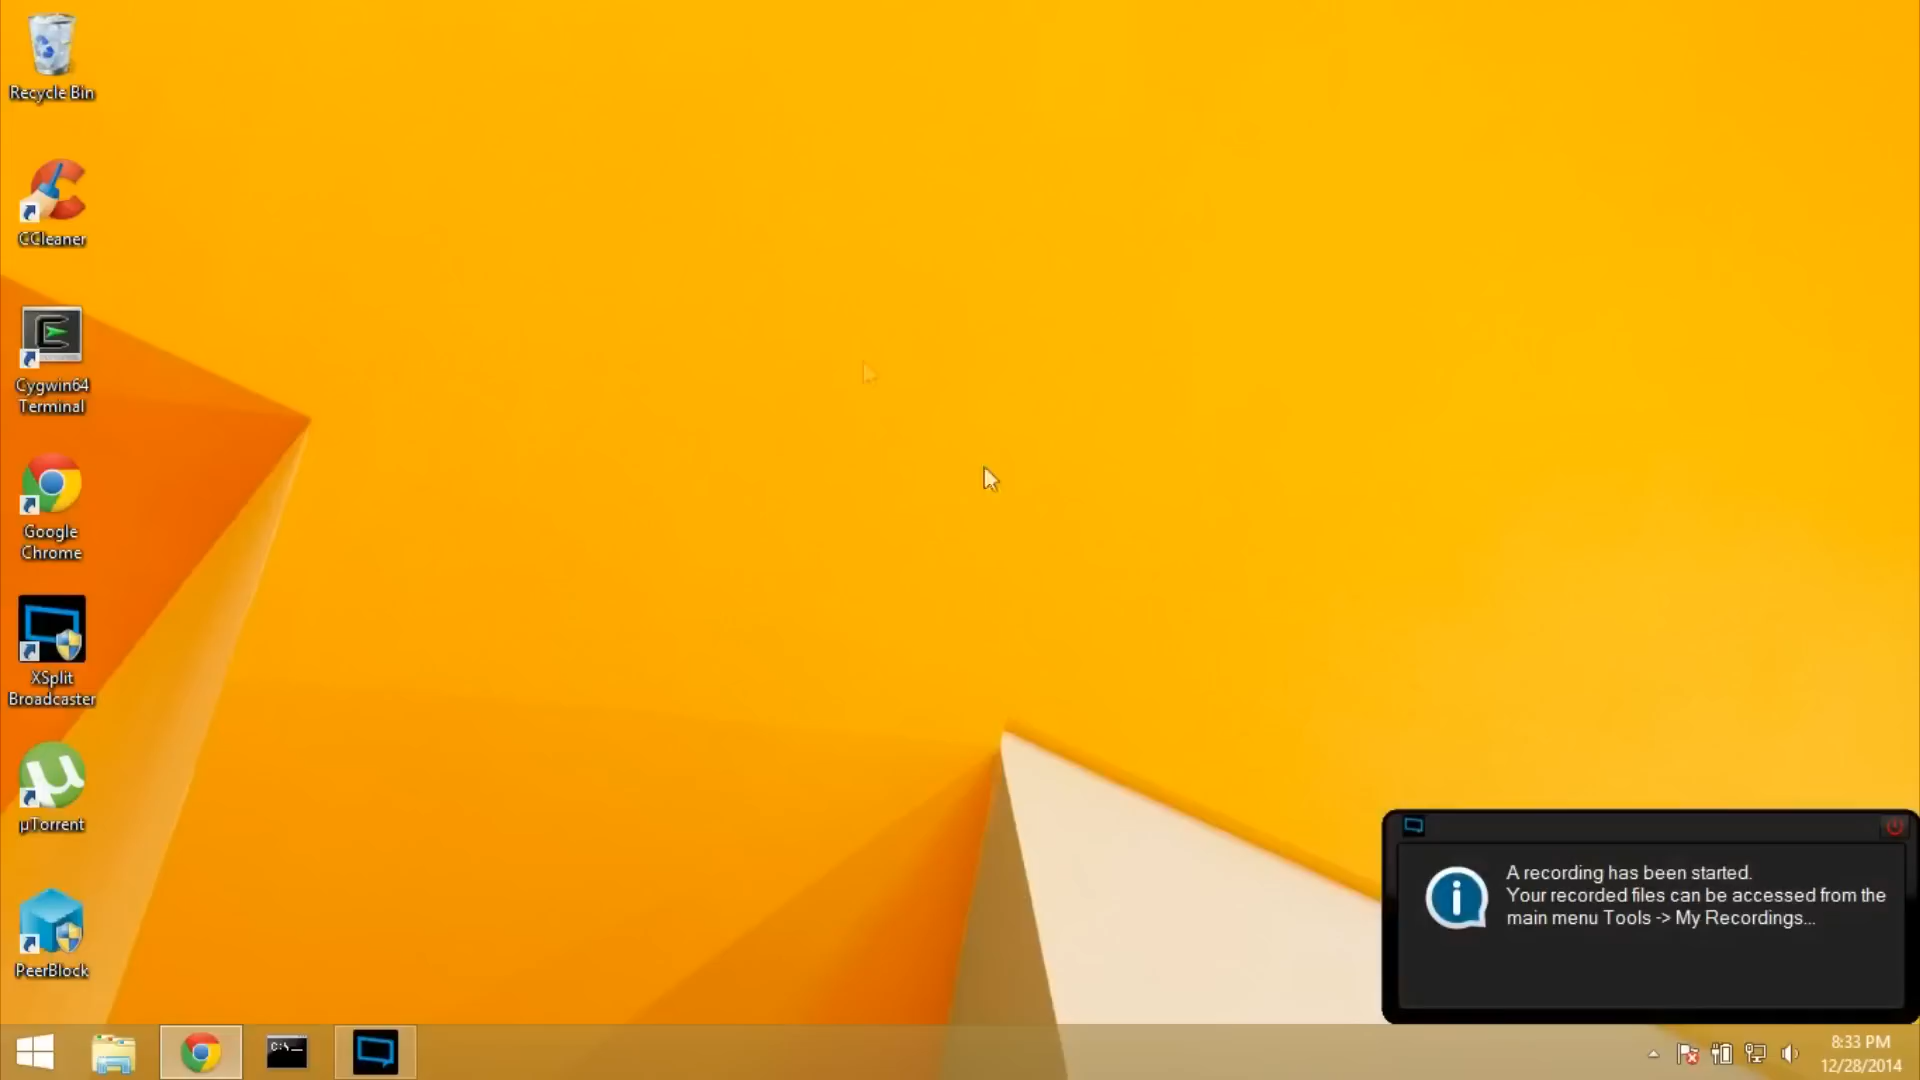 Recycle Bin
CCleaner
Cygwin64
Terminal
Google
Chrome
XSplit
Broadcaster
µTorrent
PeerBlock
A recording has been started.
Your recorded files can be accessed from the
main menu Tools -> My Recordings...
C:\_
8:33 PM
12/28/2014